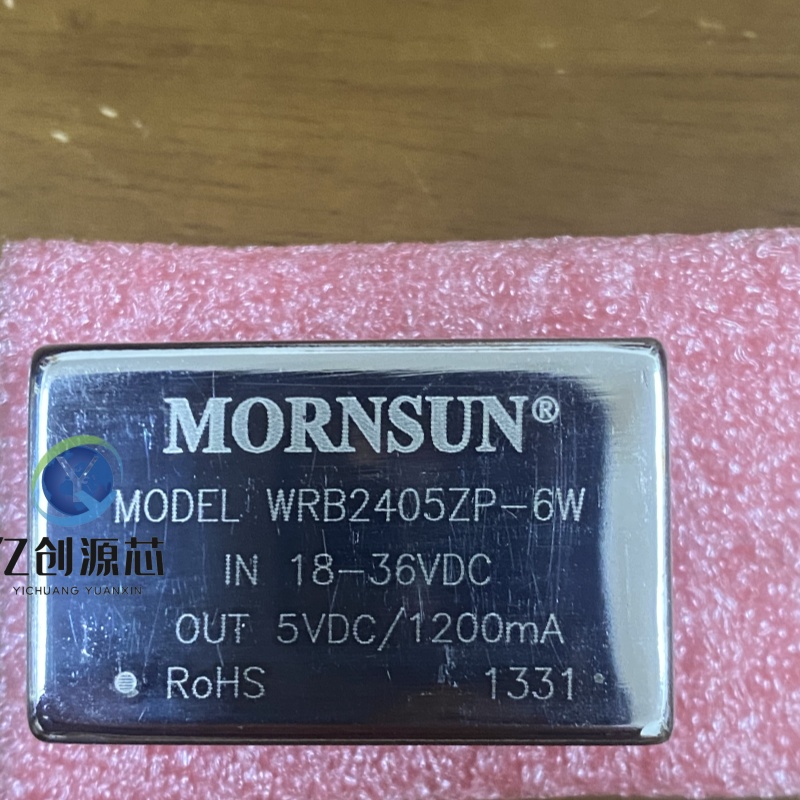 MORNSUN®
MODEL WRB2405ZP-6W
亿创源芯
IN 18-36VDC
YICHUANG YUANXIN
OUT 5VDC/1200mA
RoHS 1331